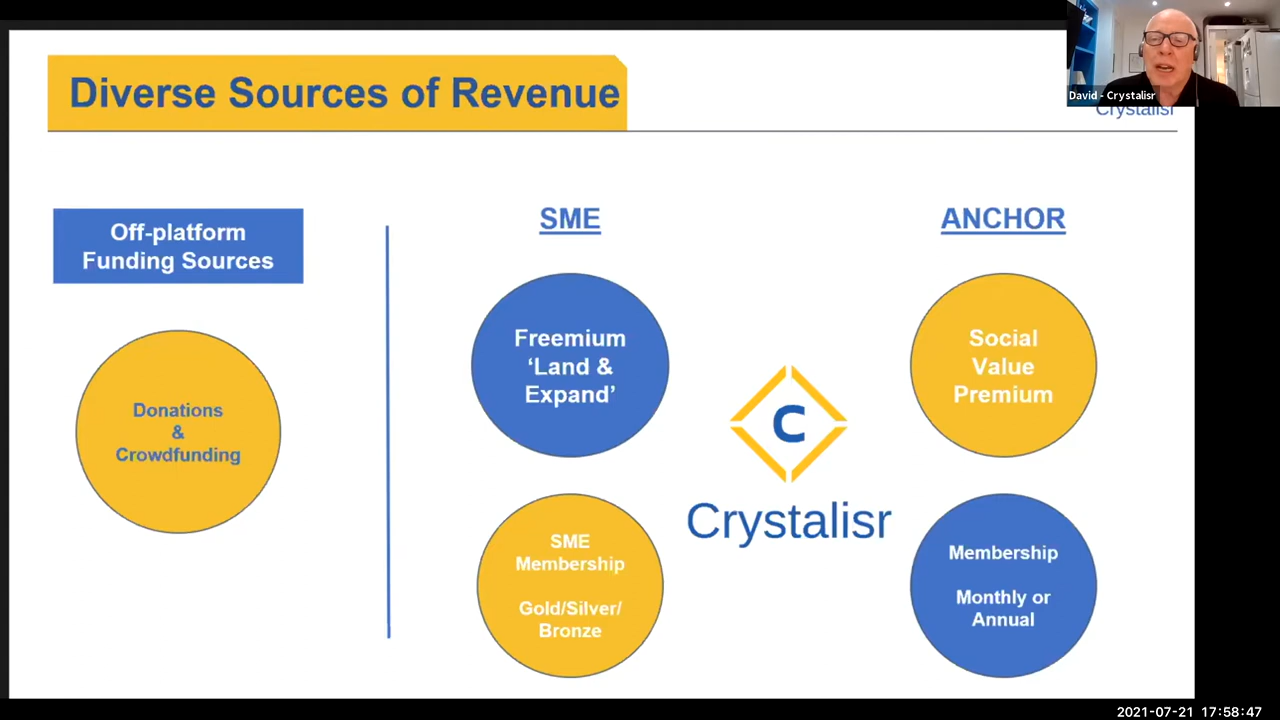 Diverse Sources of Revenue
David - Crystalisr
Crystalisr
Off-platform
Funding Sources
Donations
&
Crowdfunding
SME
Freemium
‘Land &
Expand’
SME
Membership
Gold/Silver/
Bronze
C
Crystalisr
ANCHOR
Social
Value
Premium
Membership
Monthly or
Annual
2021-07-21 17:58:47